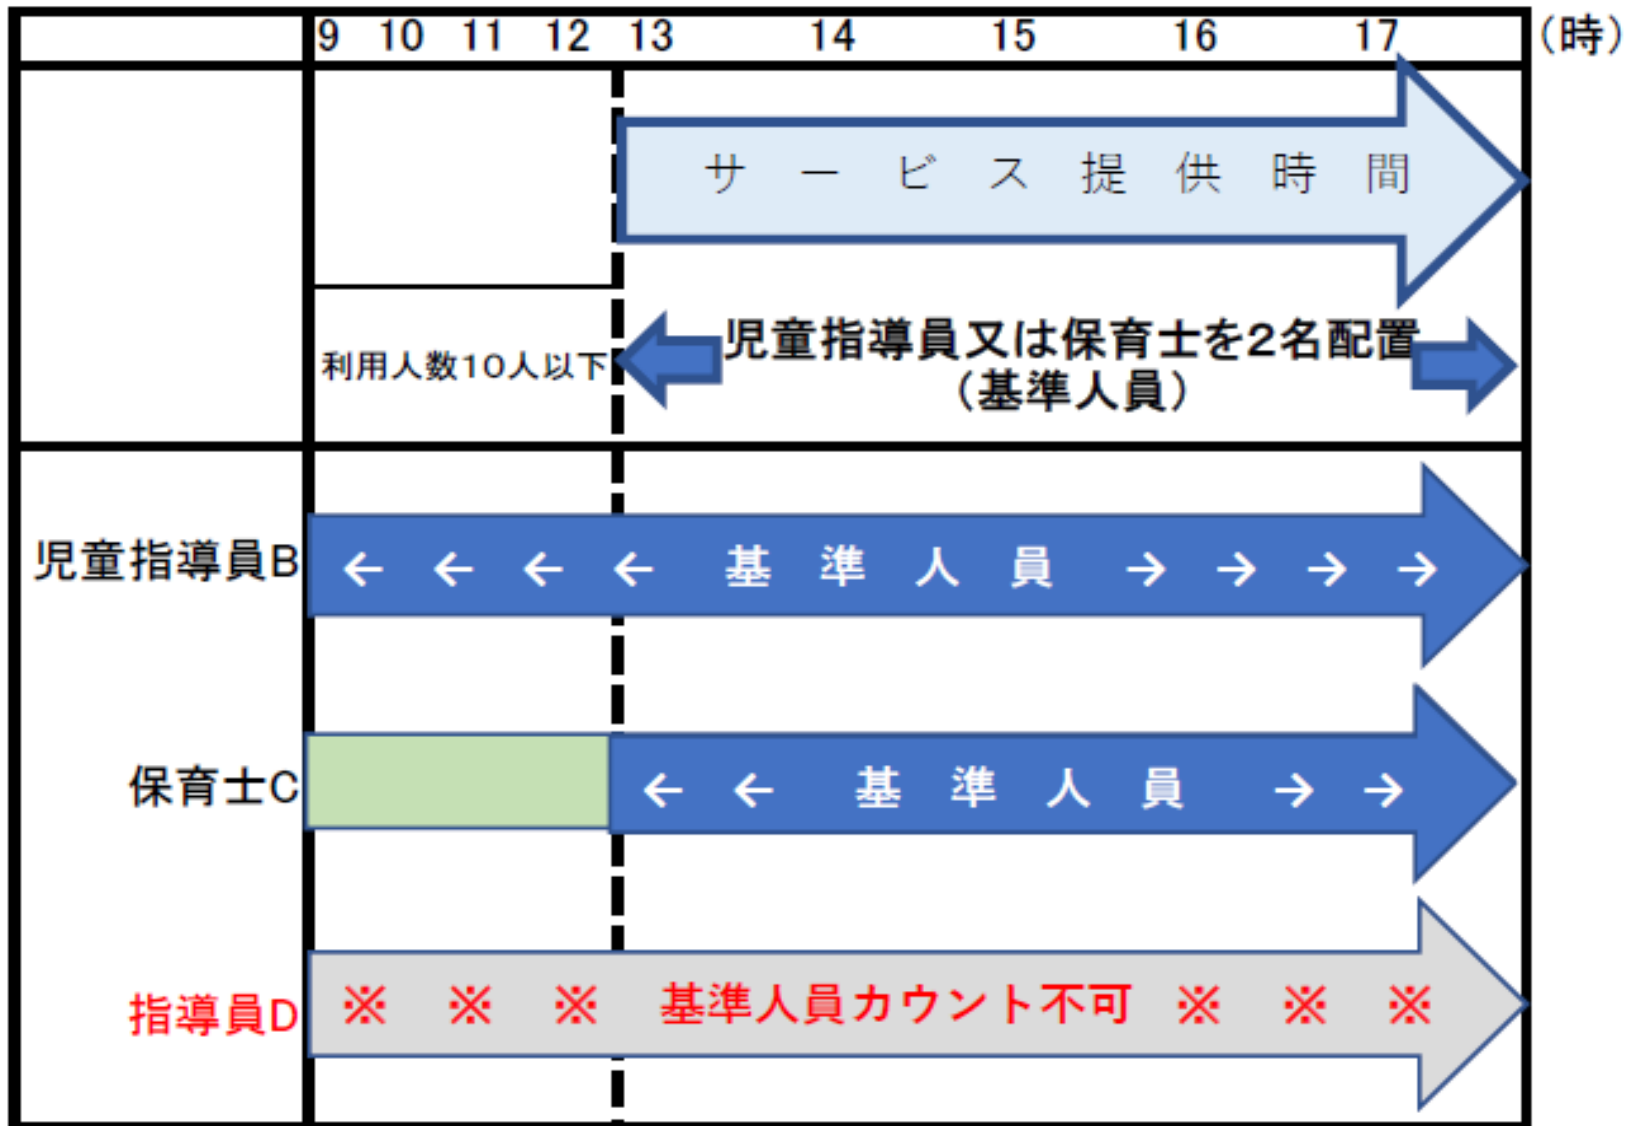 9 10 11 12 13 14 15 16 17 (時)
サービス提供時間
利用人数10人以下
児童指導員又は保育士を2名配置
(基準人員)
児童指導員B
← ← ← ← 基準人員 → → → →
保育士C
← ← 基準人員 → →
指導員D
※ ※ ※ 基準人員カウント不可 ※ ※ ※